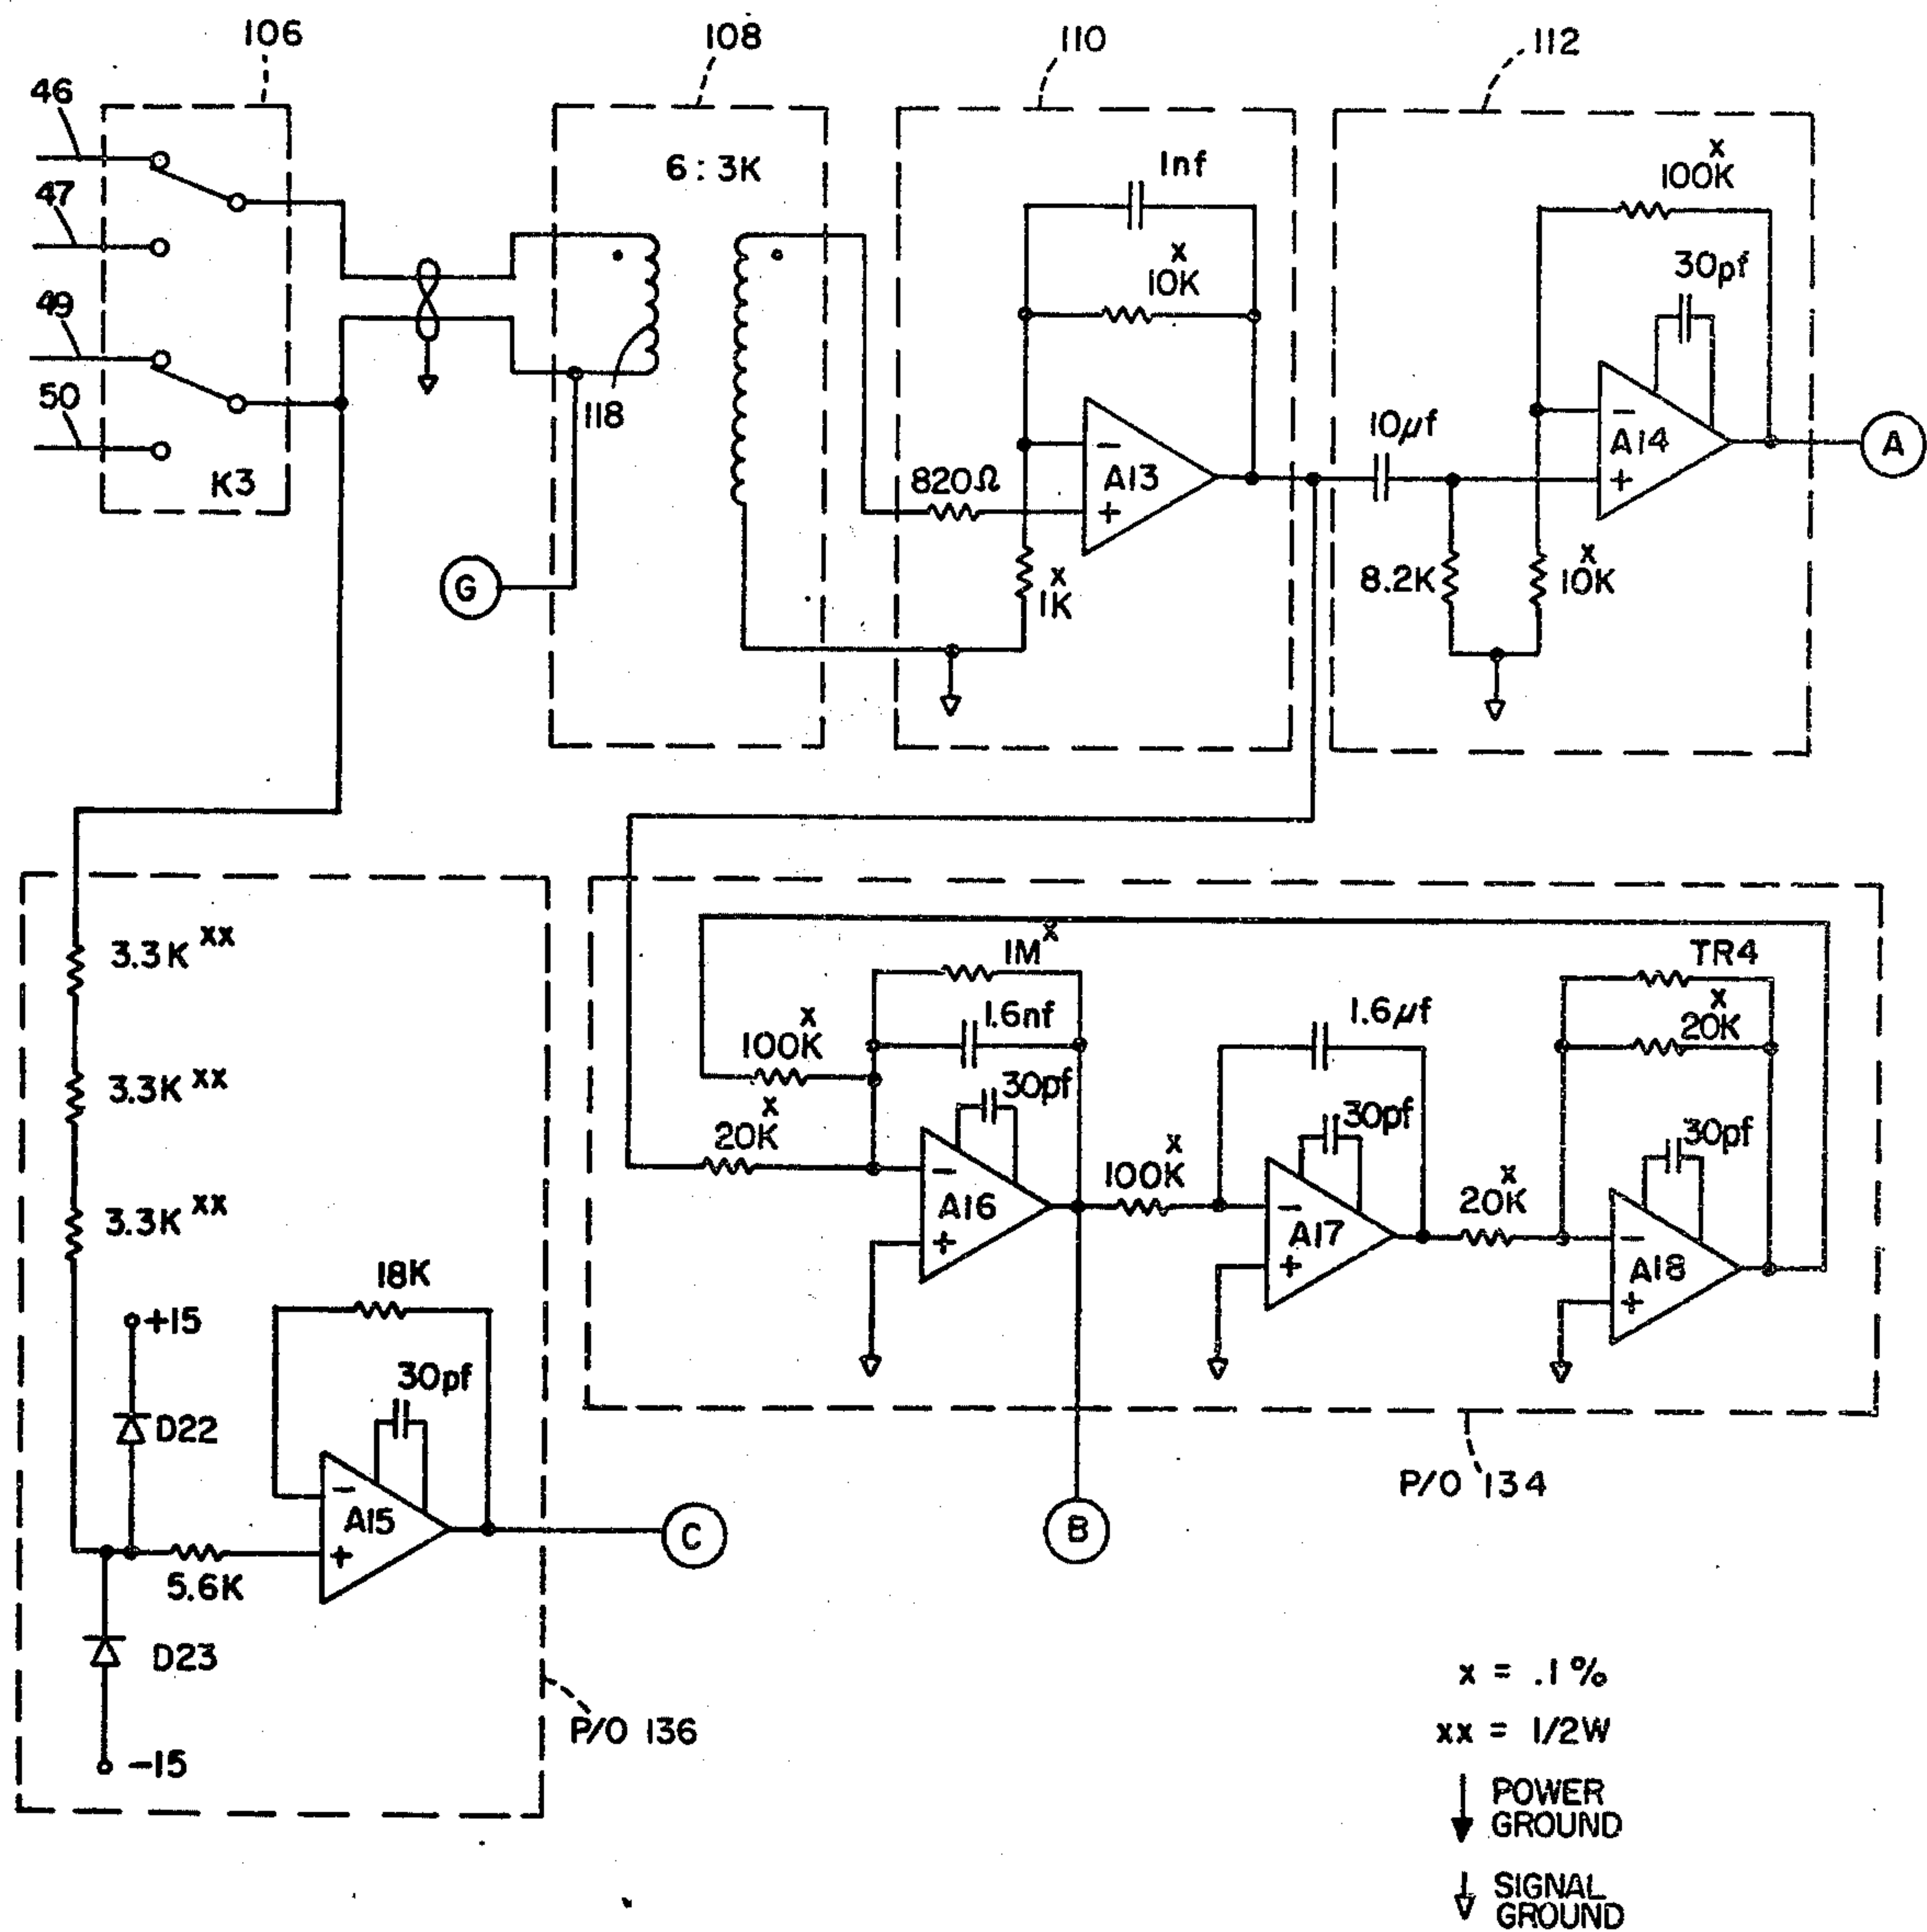 106
108
110
112
46
47
49
50
K3
6 : 3K
118
G
1nf
x
10K
820Ω
A13
x
1K
x
100K
30pf
10µf
A14
8.2K
x
10K
A
3.3K xx
3.3K xx
3.3K xx
+15
D22
18K
30pf
A15
5.6K
D23
-15
C
P/O 136
1M x
1.6nf
x
100K
30pf
x
20K
A16
x
100K
1.6µf
30pf
A17
x
20K
TR4
x
20K
30pf
A18
B
P/O 134
x = .1%
xx = 1/2W
POWER
GROUND
SIGNAL
GROUND